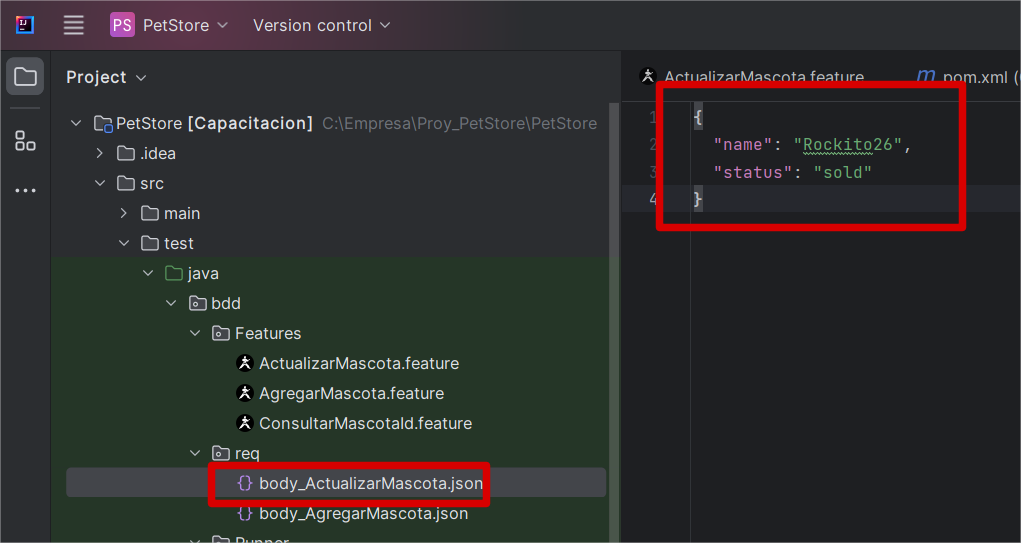 PS PetStore Version control
Project
PetStore [Capacitacion] C:\Empresa\Proy_PetStore\PetStore
.idea
src
main
test
java
bdd
Features
ActualizarMascota.feature
AgregarMascota.feature
ConsultarMascotaId.feature
req
body_ActualizarMascota.json
body_AgregarMascota.json
Runner
ActualizarMascota.feature m pom.xml (
1 {
2 "name": "Rockito26",
3 "status": "sold"
4 }